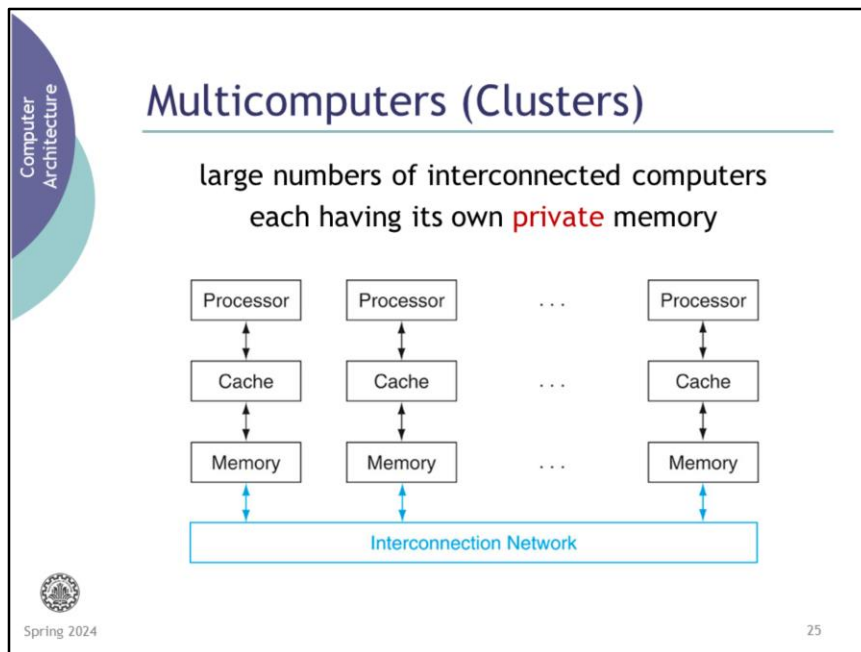 Computer
Architecture
Multicomputers (Clusters)
large numbers of interconnected computers
each having its own private memory
Processor Processor . . . Processor
Cache Cache . . . Cache
Memory Memory . . . Memory
Interconnection Network
Spring 2024
25